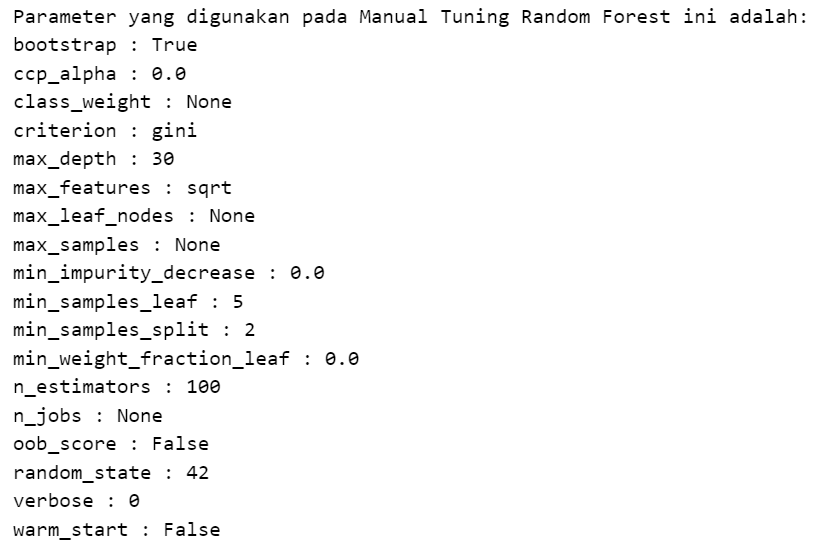 Parameter yang digunakan pada Manual Tuning Random Forest ini adalah:
bootstrap : True
ccp_alpha : 0.0
class_weight : None
criterion : gini
max_depth : 30
max_features : sqrt
max_leaf_nodes : None
max_samples : None
min_impurity_decrease : 0.0
min_samples_leaf : 5
min_samples_split : 2
min_weight_fraction_leaf : 0.0
n_estimators : 100
n_jobs : None
oob_score : False
random_state : 42
verbose : 0
warm_start : False